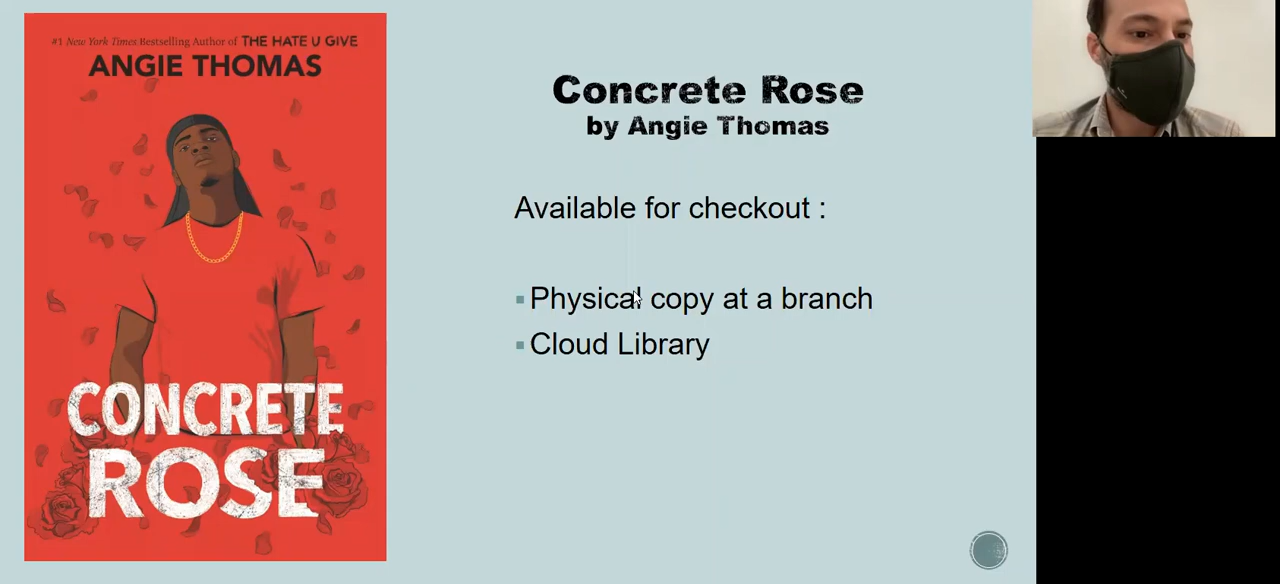 #1 New York Times Bestselling Author of THE HATE U GIVE
ANGIE THOMAS
CONCRETE
ROSE
Concrete Rose
by Angie Thomas
Available for checkout :
Physical copy at a branch
Cloud Library